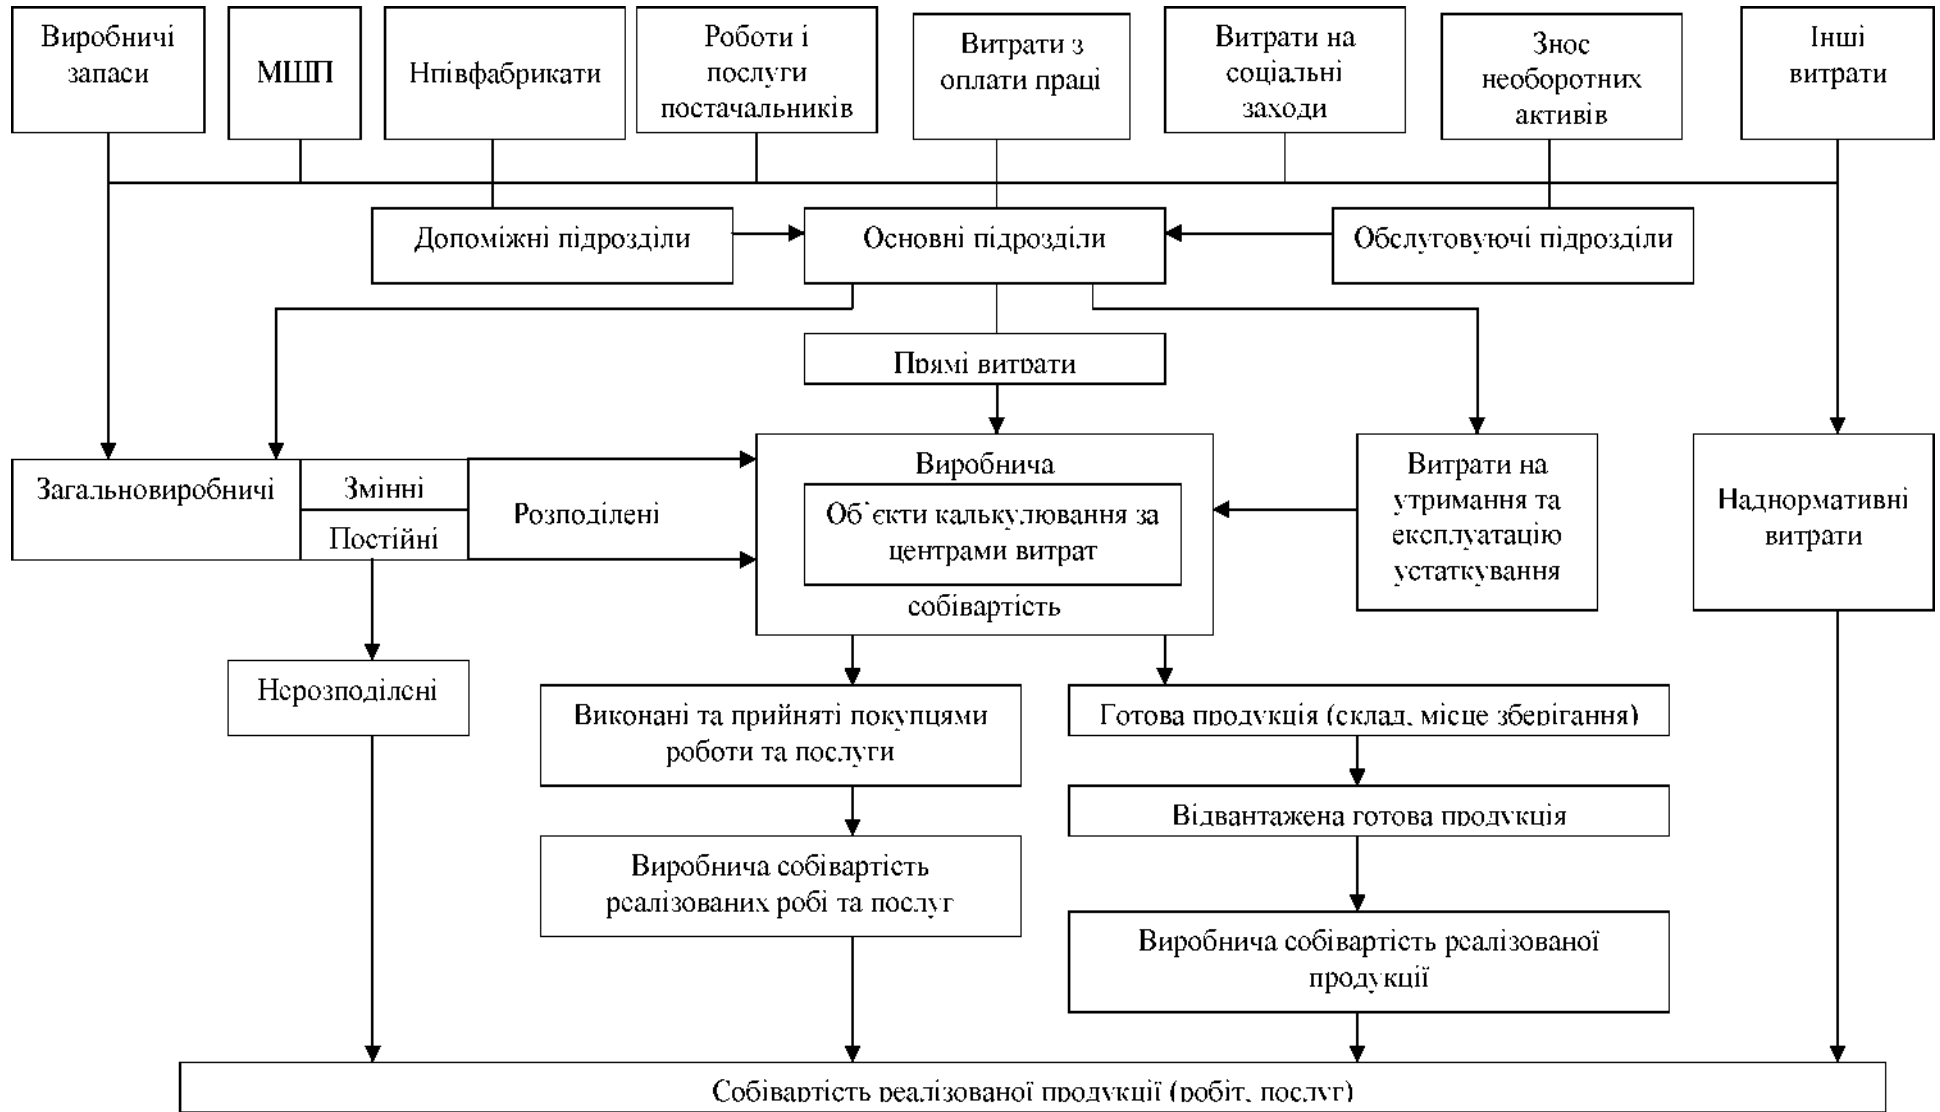 Виробничі
запаси
МШП
Нпівфабрикати
Роботи і
послуги
постачальників
Витрати з
оплати праці
Витрати на
соціальні
заходи
Знос
необоротних
активів
Інші
витрати
Допоміжні підрозділи
Основні підрозділи
Обслуговуючі підрозділи
Прямі витрати
Загальновиробничі
Змінні
Постійні
Розподілені
Виробнича
Об`єкти калькулювання за
центрами витрат
собівартість
Витрати на
утримання та
експлуатацію
устаткування
Наднормативні
витрати
Нерозподілені
Виконані та прийняті покупцями
роботи та послуги
Готова продукція (склад, місце зберігання)
Відвантажена готова продукція
Виробнича собівартість
реалізованих робі та послуг
Виробнича собівартість реалізованої
продукції
Собівартість реалізованої продукції (робіт, послуг)